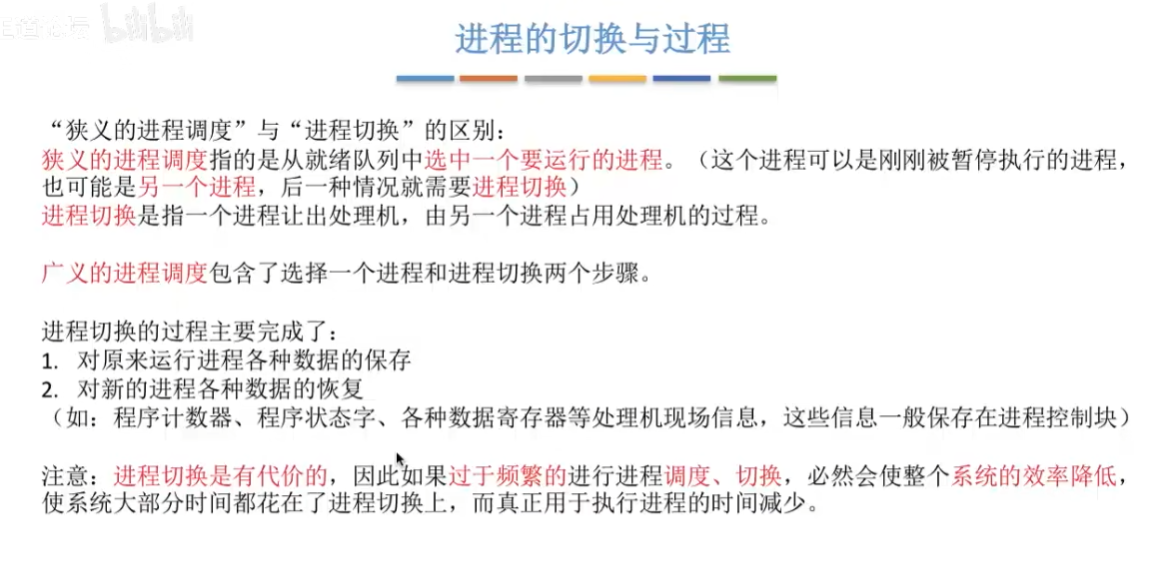 bilibili
进程的切换与过程
“狭义的进程调度”与“进程切换”的区别：
狭义的进程调度指的是从就绪队列中选中一个要运行的进程。（这个进程可以是刚刚被暂停执行的进程，
也可能是另一个进程，后一种情况就需要进程切换）
进程切换是指一个进程让出处理机，由另一个进程占用处理机的过程。
广义的进程调度包含了选择一个进程和进程切换两个步骤。
进程切换的过程主要完成了：
1. 对原来运行进程各种数据的保存
2. 对新的进程各种数据的恢复
（如：程序计数器、程序状态字、各种数据寄存器等处理机现场信息，这些信息一般保存在进程控制块）
注意：进程切换是有代价的，因此如果过于频繁的进行进程调度、切换，必然会使整个系统的效率降低，
使系统大部分时间都花在了进程切换上，而真正用于执行进程的时间减少。